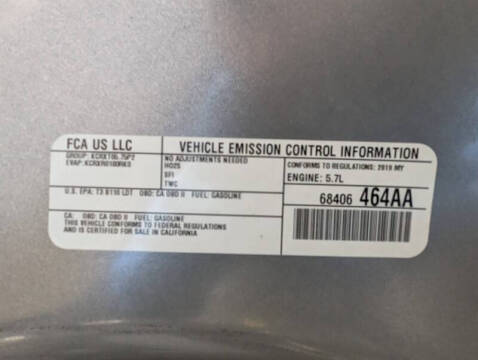 FCA US LLC
VEHICLE EMISSION CONTROL INFORMATION
GROUP: KCRXT05.75P2
EVAP: KCRXR0180RK0
NO ADJUSTMENTS NEEDED
HO2S
SFI
TWC
CONFORMS TO REGULATIONS: 2019 MY
ENGINE: 5.7L
U.S. EPA: T3 B110 LDT OBD: CA OBD II FUEL: GASOLINE
68406 464AA
CA: OBD: CA OBD II FUEL: GASOLINE
THIS VEHICLE CONFORMS TO FEDERAL REGULATIONS
AND IS CERTIFIED FOR SALE IN CALIFORNIA